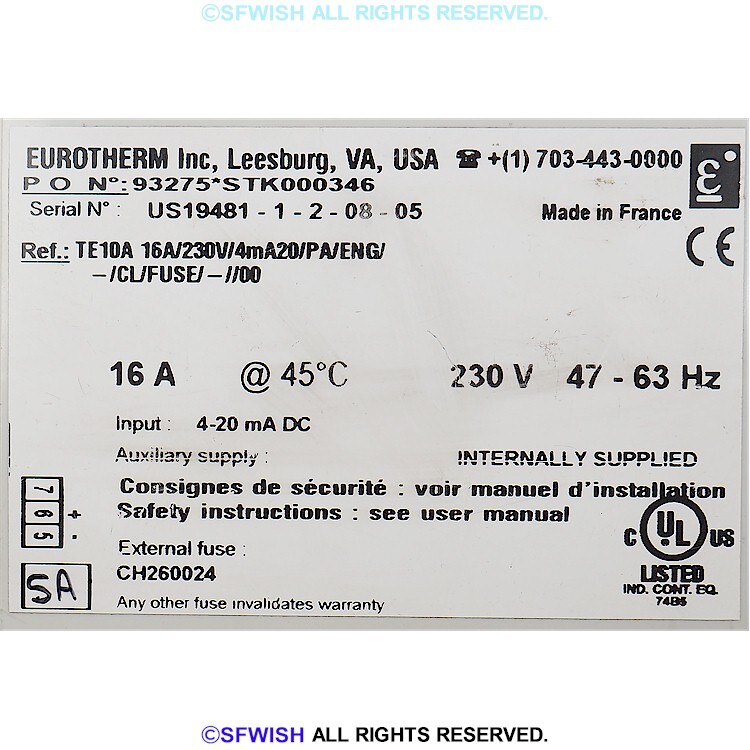 ©SFWISH ALL RIGHTS RESERVED.
EUROTHERM Inc, Leesburg, VA, USA ☎ +(1) 703-443-0000
P O N°: 93275*STK000346
Serial N° : US19481 - 1 - 2 - 08 - 05 Made in France
Ref.: TE10A 16A/230V/4mA20/PA/ENG/
-/CL/FUSE/-//00
CE
16 A @ 45°C 230 V 47 - 63 Hz
Input : 4-20 mA DC
Auxiliary supply : INTERNALLY SUPPLIED
Consignes de sécurité : voir manuel d'installation
Safety instructions : see user manual
7
6 +
5 -
C UL US
LISTED
IND. CONT. EQ.
74B5
External fuse :
CH260024
5A
Any other fuse invalidates warranty
©SFWISH ALL RIGHTS RESERVED.